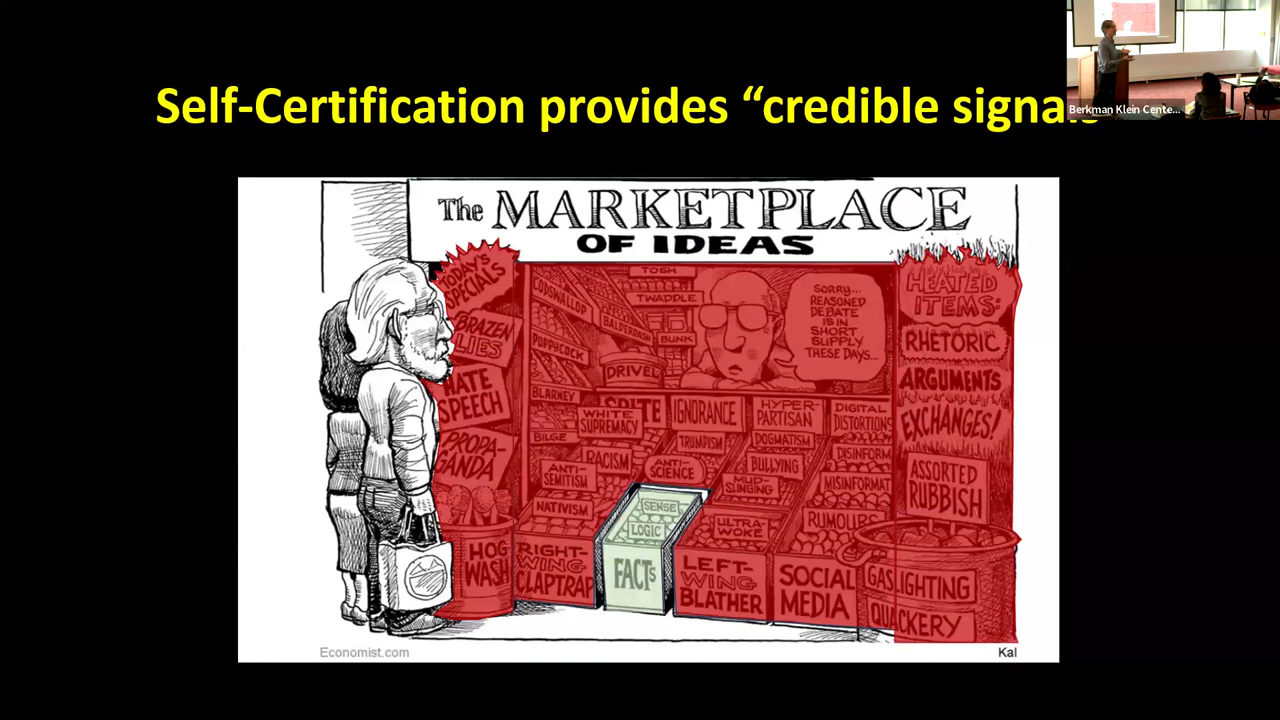 Self-Certification provides “credible signals
Berkman Klein Cente...
The MARKETPLACE
OF IDEAS
TODAY'S
SPECIALS
BRAZEN
LIES
HATE
SPEECH
PROPA-
GANDA
HOG
WASH
CODSWALLOP
POPPYCOCK
BLARNEY
BILGE
TOSH
TWADDLE
BALDERDASH
BUNK
DRIVEL
SORRY...
REASONED
DEBATE
IS IN
SHORT
SUPPLY
THESE DAYS...
SPITE
WHITE
SUPREMACY
RACISM
ANTI-
SEMITISM
NATIVISM
RIGHT-
WING
CLAPTRAP
IGNORANCE
TRUMPISM
ANTI-
SCIENCE
SENSE
LOGIC
FACTS
HYPER-
PARTISAN
DOGMATISM
BULLYING
MUD-
SLINGING
ULTRA-
WOKE
LEFT-
WING
BLATHER
DIGITAL
DISTORTIONS
DISINFORM
MISINFORMAT
RUMOURS
SOCIAL
MEDIA
HEATED
ITEMS:
RHETORIC
ARGUMENTS
EXCHANGES!
ASSORTED
RUBBISH
GASLIGHTING
QUACKERY
Economist.com
Kal